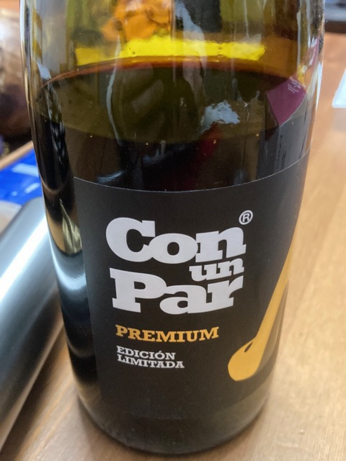 Con
un
Par®
PREMIUM
EDICIÓN
LIMITADA